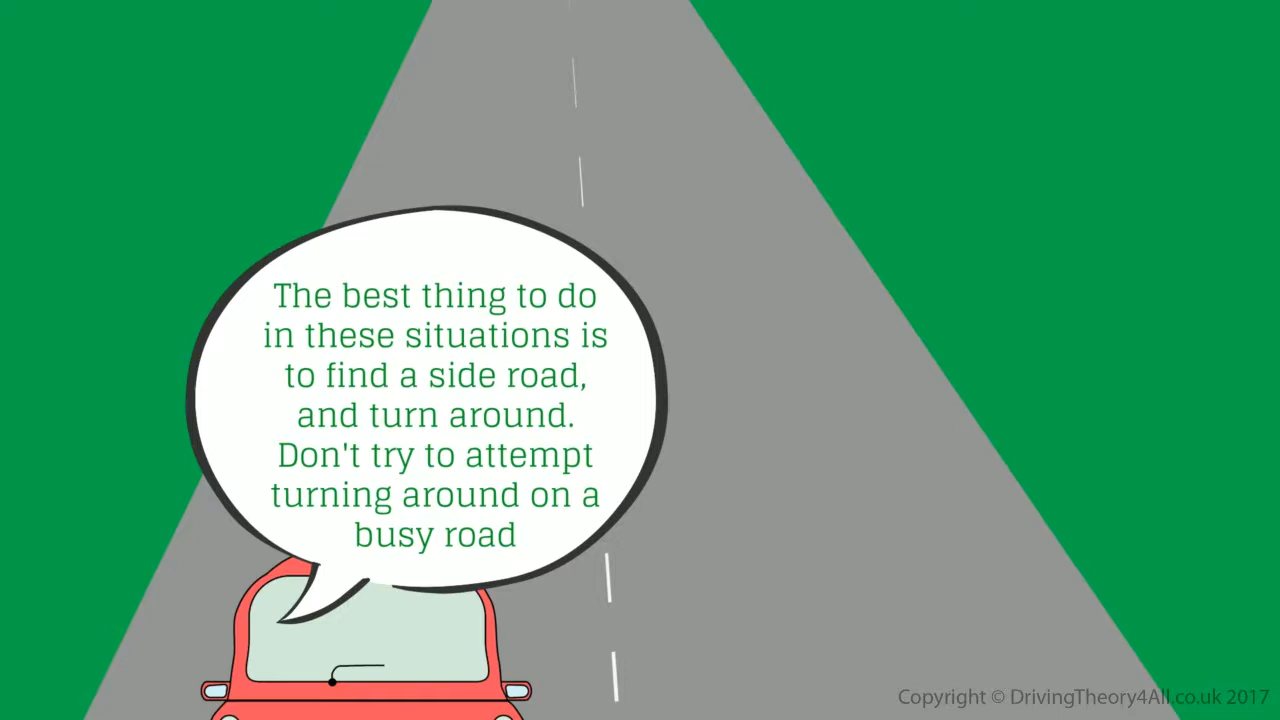 The best thing to do
in these situations is
to find a side road,
and turn around.
Don't try to attempt
turning around on a
busy road
Copyright © DrivingTheory4All.co.uk 2017